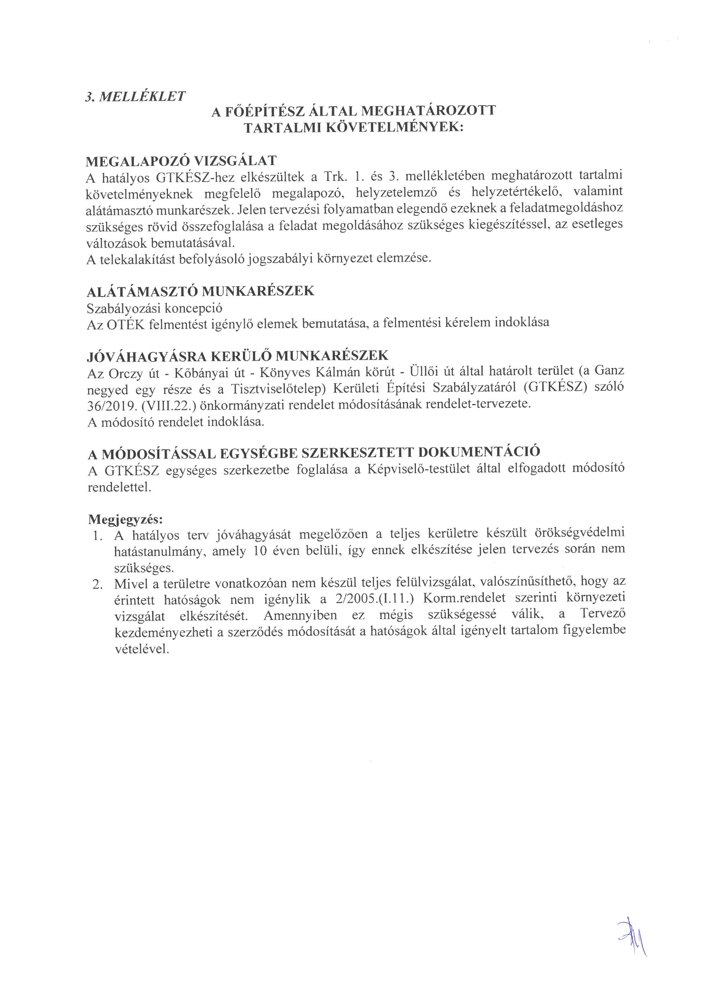 3. MELLÉKLET
A FŐÉPÍTÉSZ ÁLTAL MEGHATÁROZOTT
TARTALMI KÖVETELMÉNYEK:
MEGALAPOZÓ VIZSGÁLAT
A hatályos GTKÉSZ-hez elkészültek a Trk. 1. és 3. mellékletében meghatározott tartalmi
követelményeknek megfelelő megalapozó, helyzetelemző és helyzetértékelő, valamint
alátámasztó munkarészek. Jelen tervezési folyamatban elegendő ezeknek a feladatmegoldáshoz
szükséges rövid összefoglalása a feladat megoldásához szükséges kiegészítéssel, az esetleges
változások bemutatásával.
A telekalakítást befolyásoló jogszabályi környezet elemzése.
ALÁTÁMASZTÓ MUNKARÉSZEK
Szabályozási koncepció
Az OTÉK felmentést igénylő elemek bemutatása, a felmentési kérelem indoklása
JÓVÁHAGYÁSRA KERÜLŐ MUNKARÉSZEK
Az Orczy út - Kőbányai út - Könyves Kálmán körút - Üllői út által határolt terület (a Ganz
negyed egy része és a Tisztviselőtelep) Kerületi Építési Szabályzatáról (GTKÉSZ) szóló
36/2019. (VIII.22.) önkormányzati rendelet módosításának rendelet-tervezete.
A módosító rendelet indoklása.
A MÓDOSÍTÁSSAL EGYSÉGBE SZERKESZTETT DOKUMENTÁCIÓ
A GTKÉSZ egységes szerkezetbe foglalása a Képviselő-testület által elfogadott módosító
rendelettel.
Megjegyzés:
1. A hatályos terv jóváhagyását megelőzően a teljes kerületre készült örökségvédelmi
hatástanulmány, amely 10 éven belüli, így ennek elkészítése jelen tervezés során nem
szükséges.
2. Mivel a területre vonatkozóan nem készül teljes felülvizsgálat, valószínűsíthető, hogy az
érintett hatóságok nem igénylik a 2/2005.(I.11.) Korm.rendelet szerinti környezeti
vizsgálat elkészítését. Amennyiben ez mégis szükségessé válik, a Tervező
kezdeményezheti a szerződés módosítását a hatóságok által igényelt tartalom figyelembe
vételével.